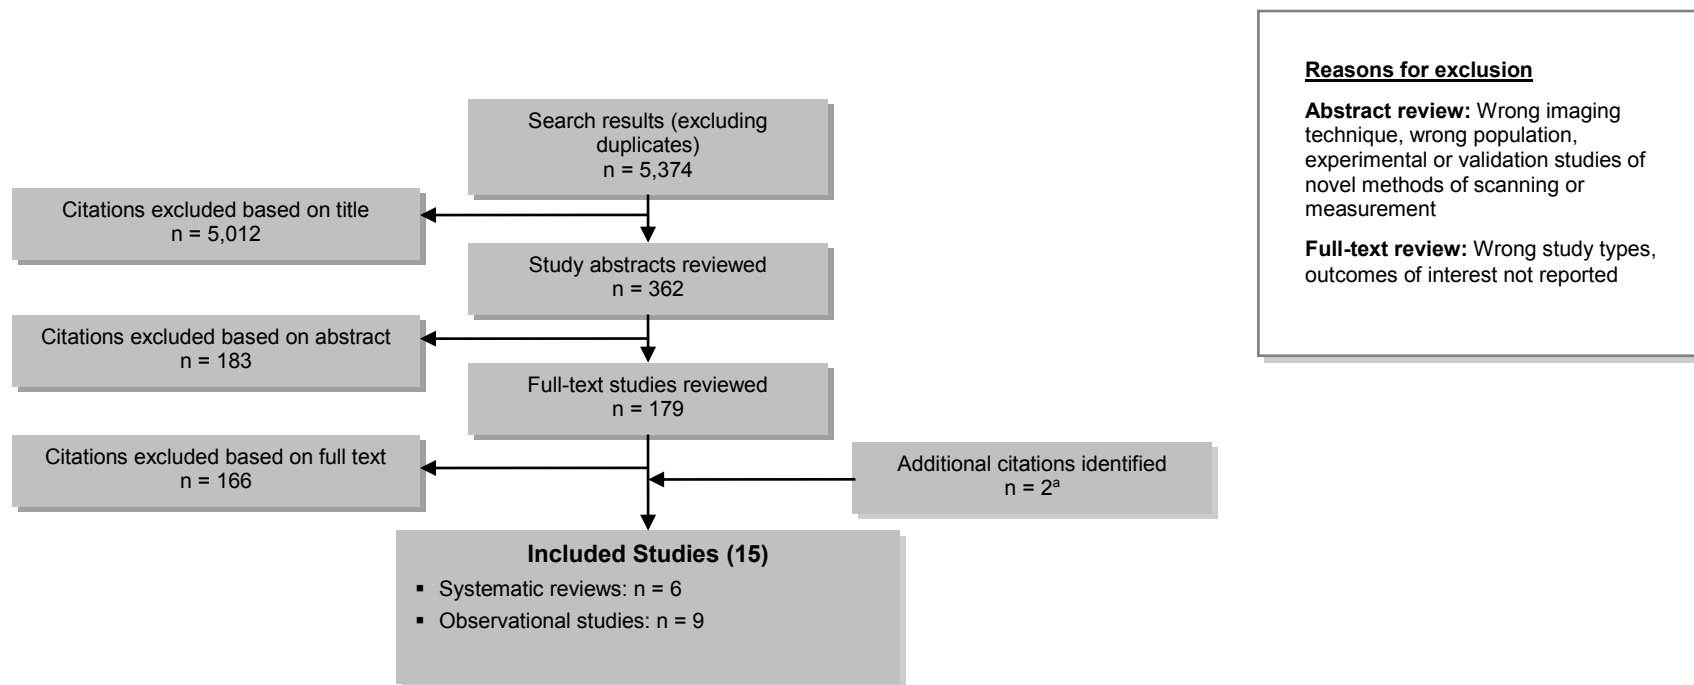 Search results (excluding
duplicates)
n = 5,374
Citations excluded based on title
n = 5,012
Study abstracts reviewed
n = 362
Citations excluded based on abstract
n = 183
Full-text studies reviewed
n = 179
Citations excluded based on full text
n = 166
Additional citations identified
n = 2ª
Included Studies (15)
▪ Systematic reviews: n = 6
▪ Observational studies: n = 9
Reasons for exclusion
Abstract review: Wrong imaging
technique, wrong population,
experimental or validation studies of
novel methods of scanning or
measurement
Full-text review: Wrong study types,
outcomes of interest not reported